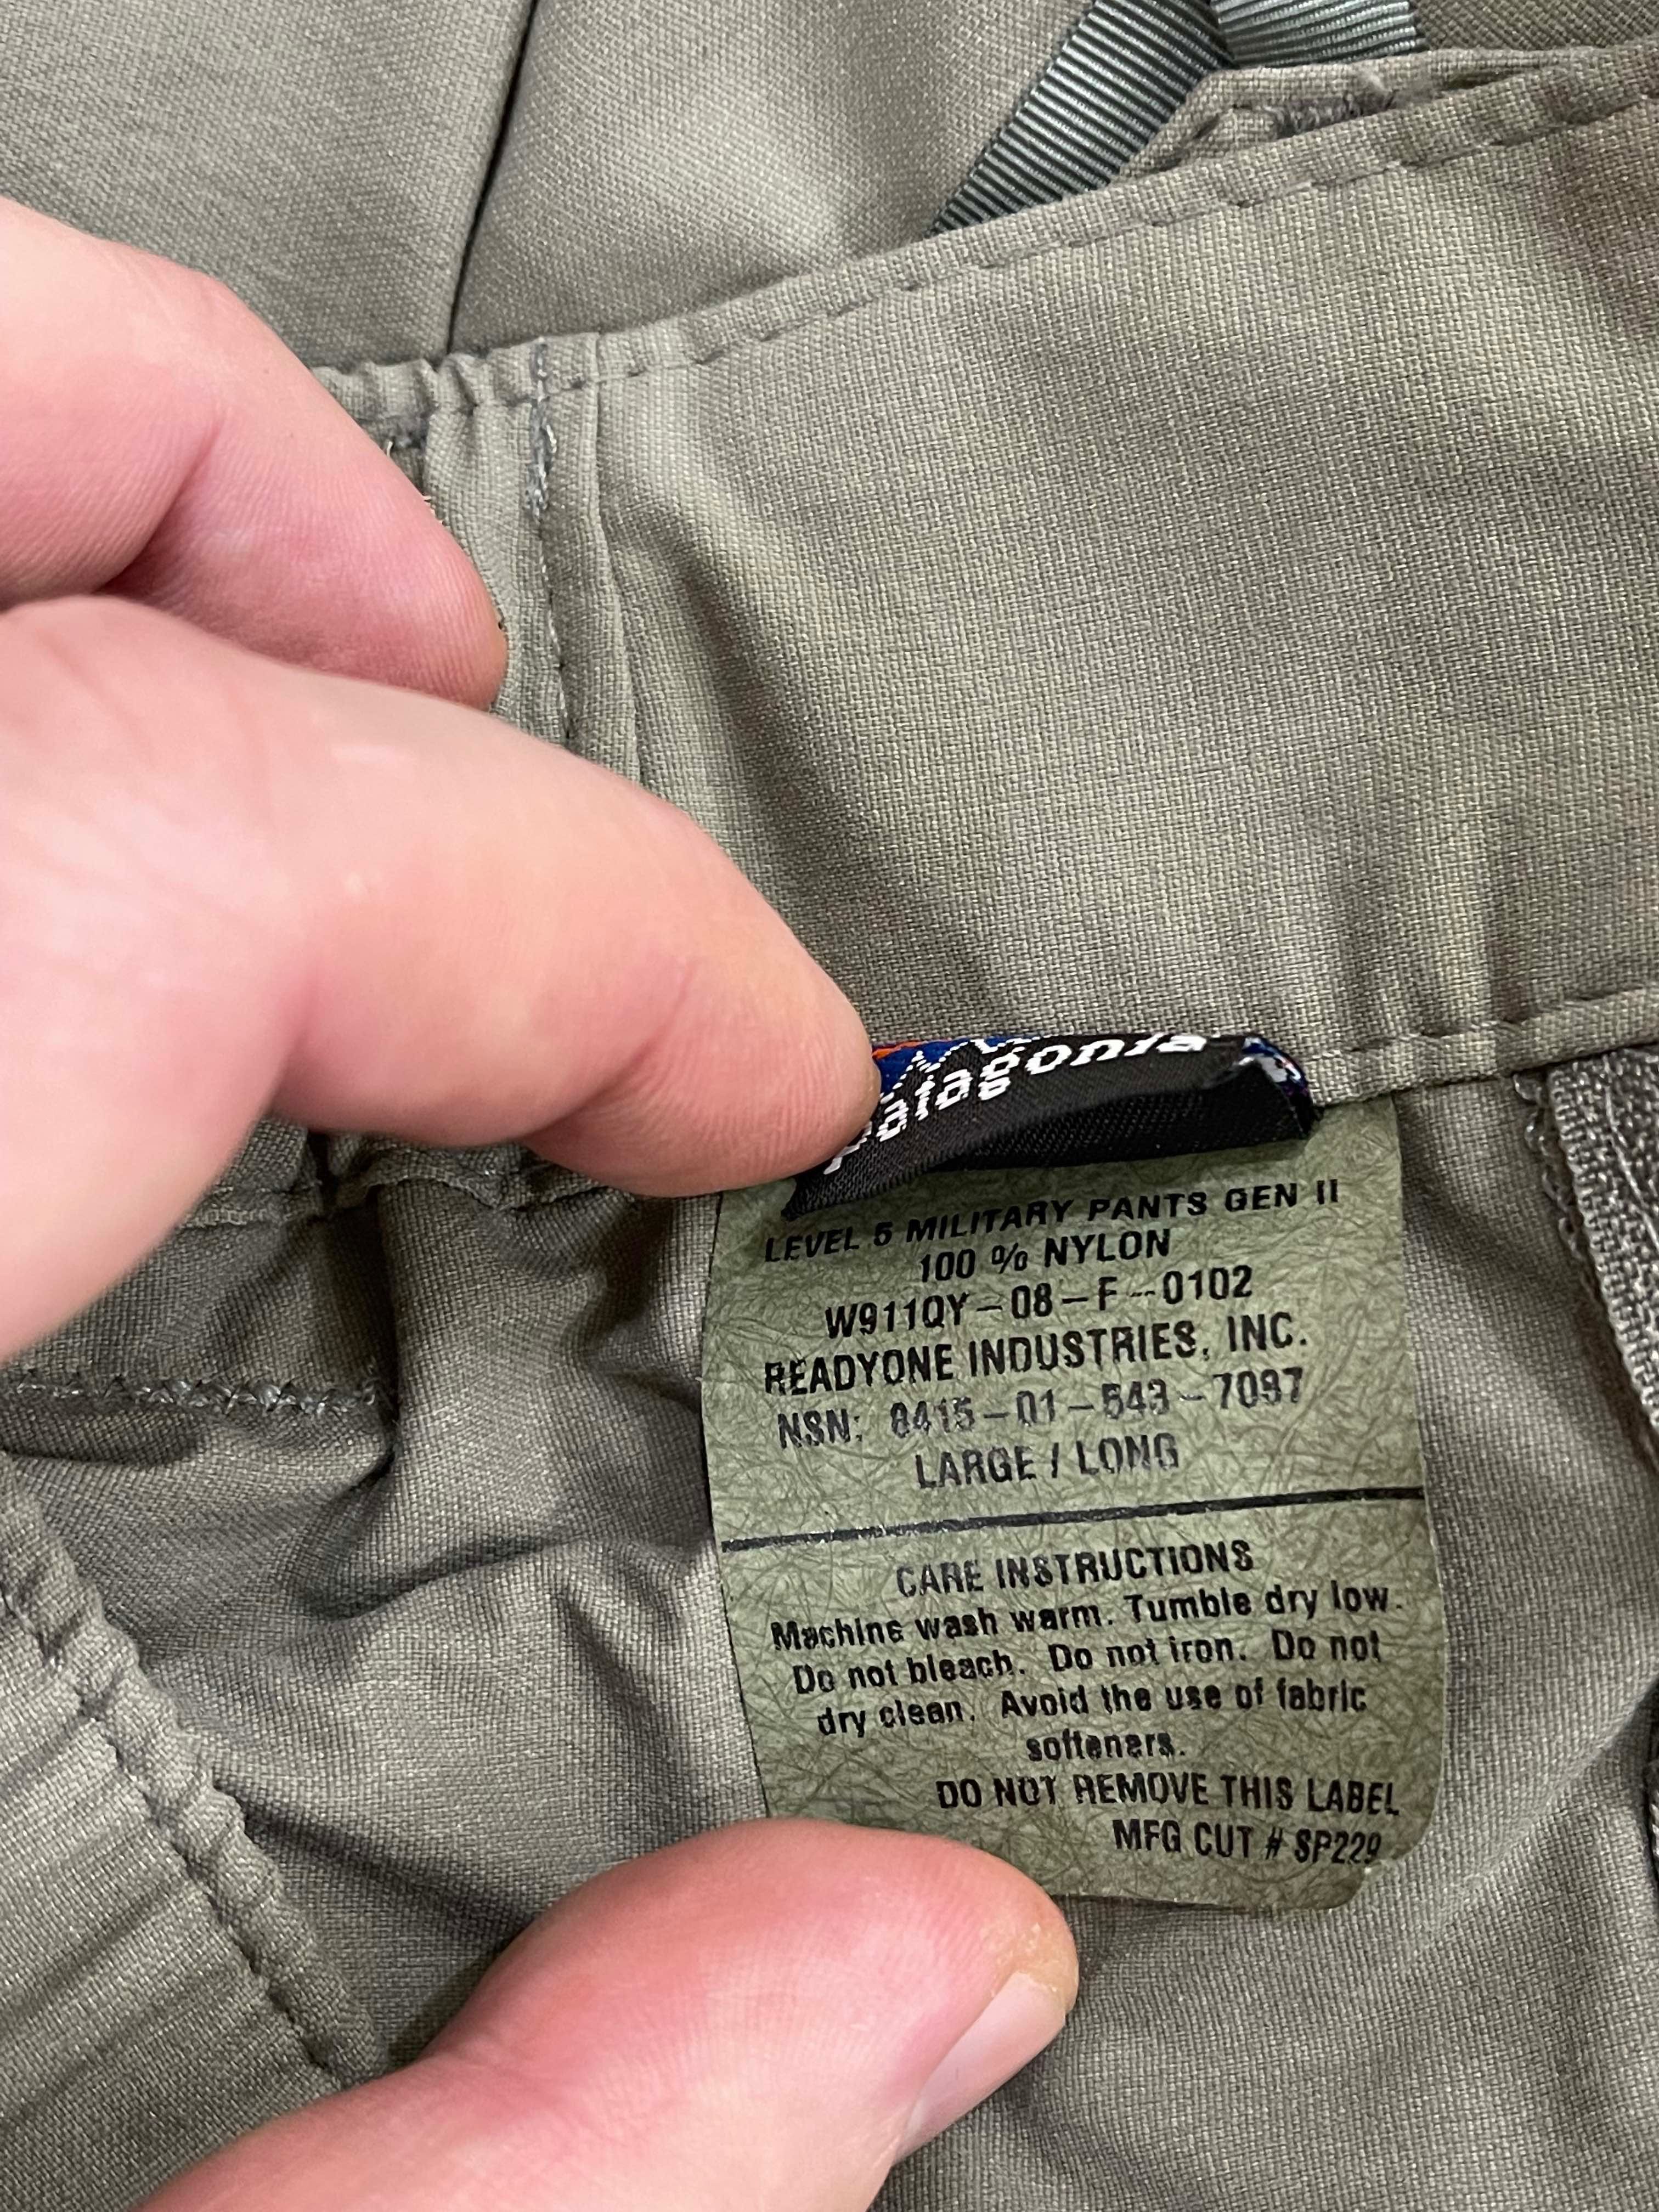 patagonia
LEVEL 5 MILITARY PANTS GEN II
100 % NYLON
W911QY-08-F-0102
READYONE INDUSTRIES, INC.
NSN: 8415-01-543-7087
LARGE / LONG
CARE INSTRUCTIONS
Machine wash warm. Tumble dry low.
Do not bleach. Do not iron. Do not
dry clean. Avoid the use of fabric
softeners.
DO NOT REMOVE THIS LABEL
MFG CUT # SP229